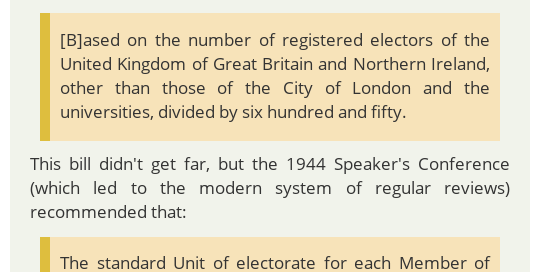 [B]ased on the number of registered electors of the
United Kingdom of Great Britain and Northern Ireland,
other than those of the City of London and the
universities, divided by six hundred and fifty.
This bill didn't get far, but the 1944 Speaker's Conference
(which led to the modern system of regular reviews)
recommended that:
The standard Unit of electorate for each Member of